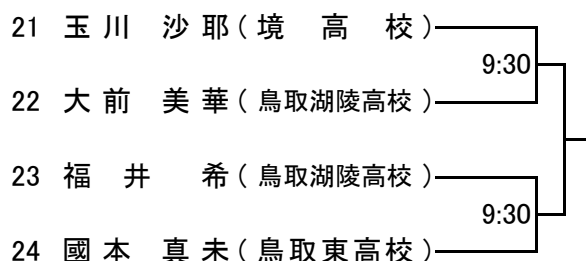 21 玉川 沙耶(境高校)
9:30
22 大前 美華(鳥取湖陵高校)
23 福井 希(鳥取湖陵高校)
9:30
24 國本 真未(鳥取東高校)